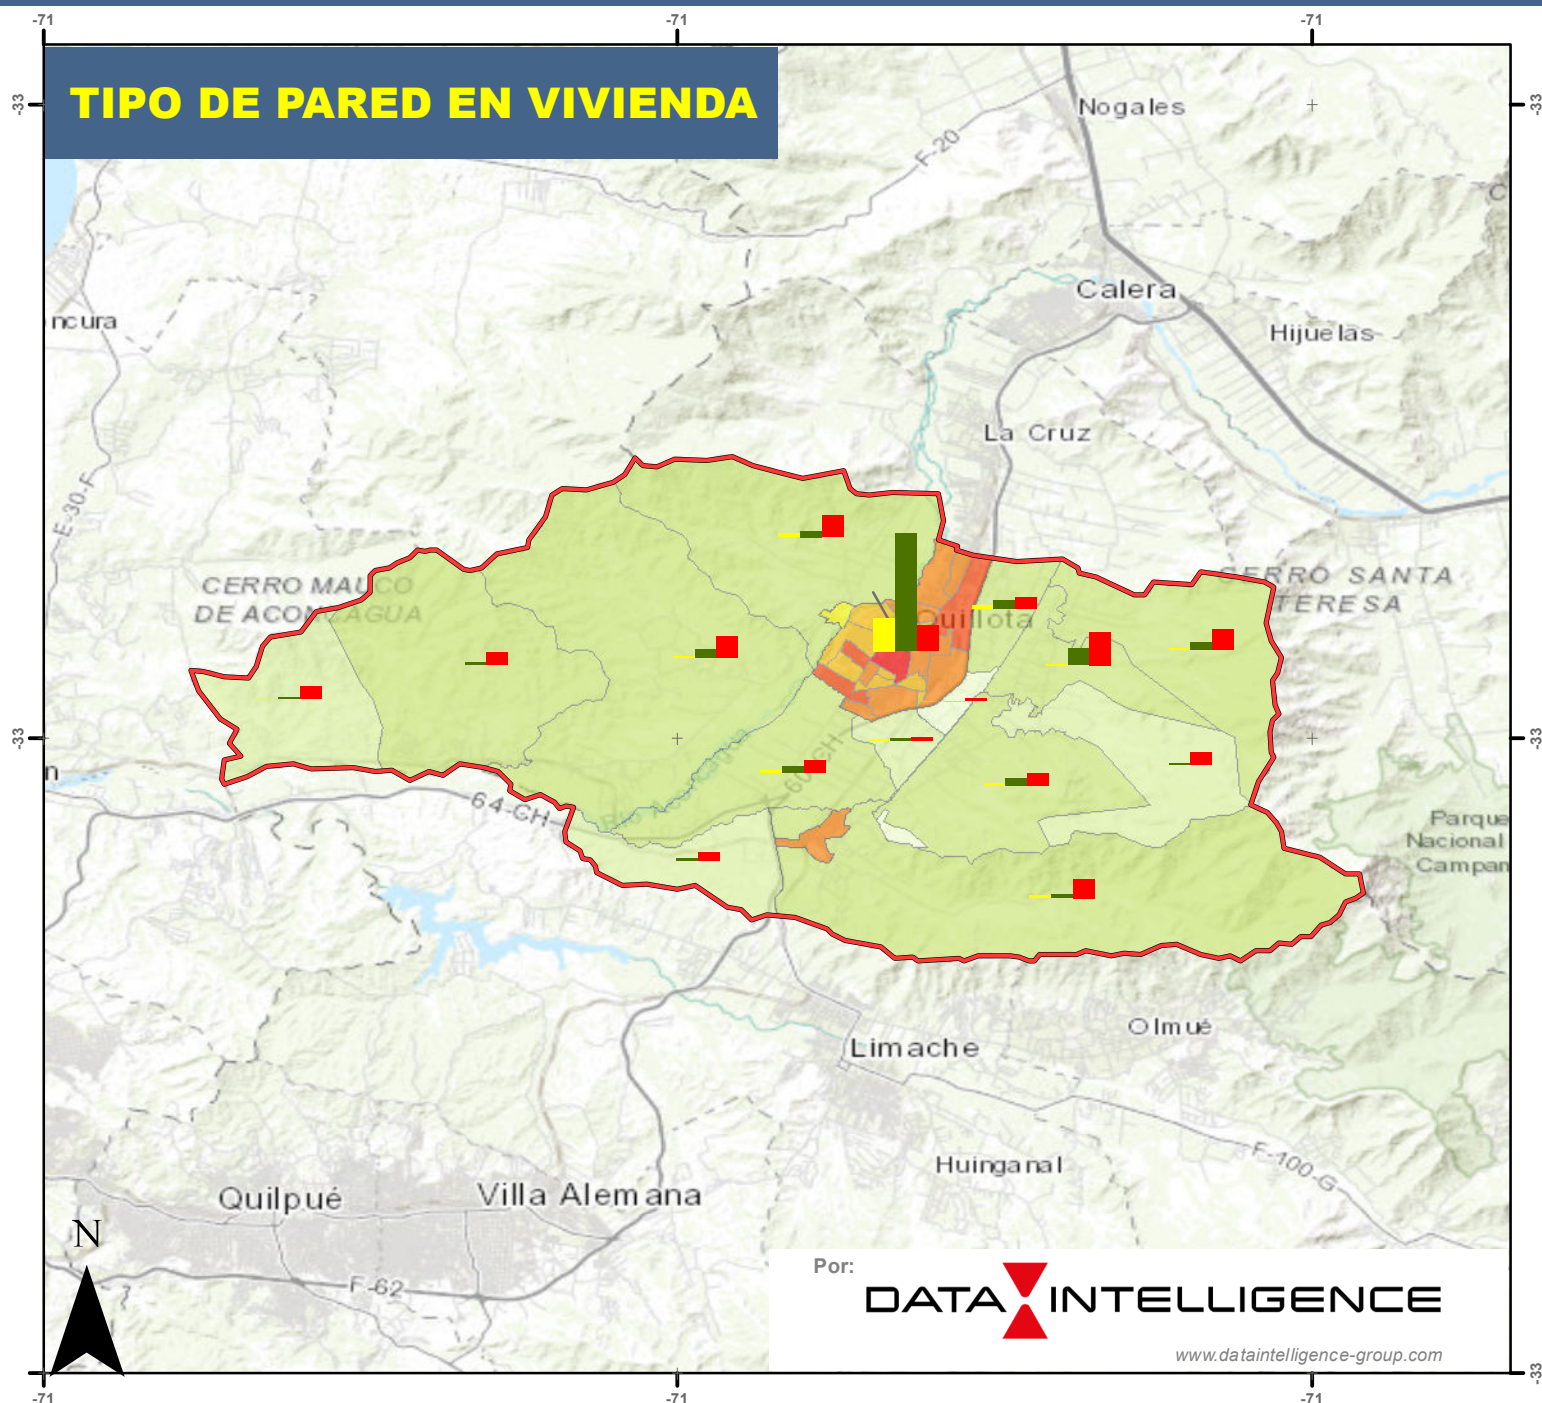 -71
-71
-71
TIPO DE PARED EN VIVIENDA
-33
-33
Nogales
F-20
C
Calera
ncura
Hijuelas
La Cruz
E-30-F
CERRO MAUCO
DE ACONCAGUA
CERRO SANTA
TERESA
Quillota
-33
-33
60-CH
n
64-CH
Parque
Nacional
Campan
Olmué
Limache
Huinganal
F-100-G
Quilpué
Villa Alemana
N
F-62
Por:
DATA INTELLIGENCE
www.dataintelligence-group.com
-33
-71
-71
-71